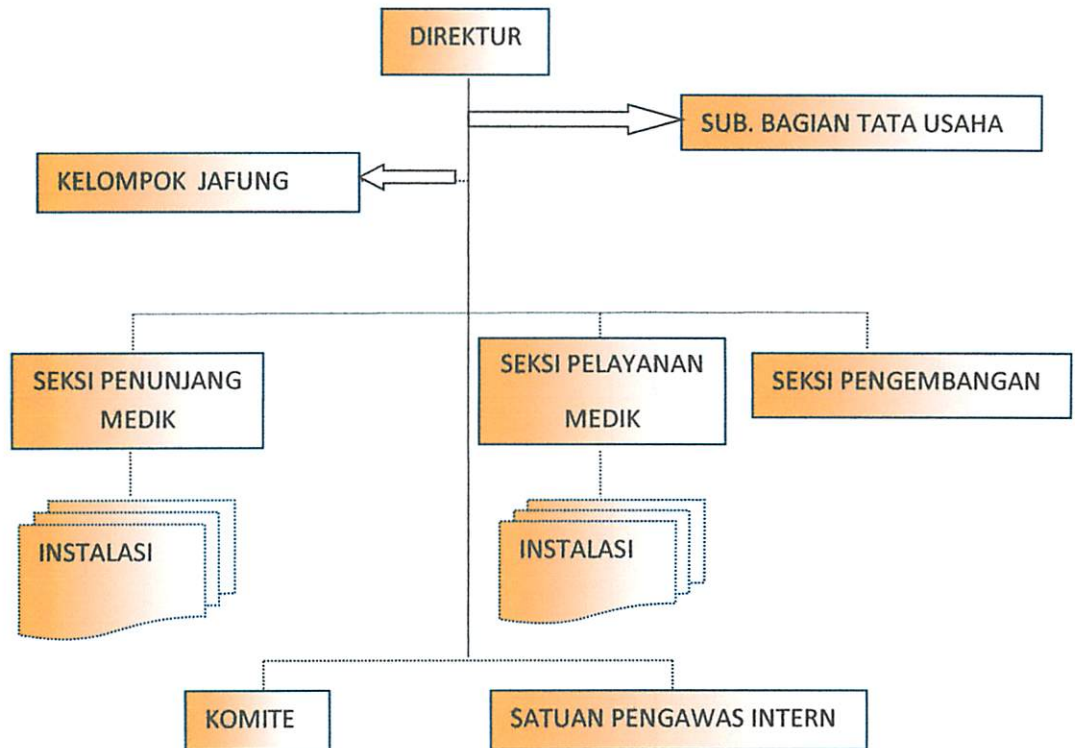 DIREKTUR
SUB. BAGIAN TATA USAHA
KELOMPOK JAFUNG
SEKSI PENUNJANG
MEDIK
SEKSI PELAYANAN
MEDIK
SEKSI PENGEMBANGAN
INSTALASI
INSTALASI
KOMITE
SATUAN PENGAWAS INTERN